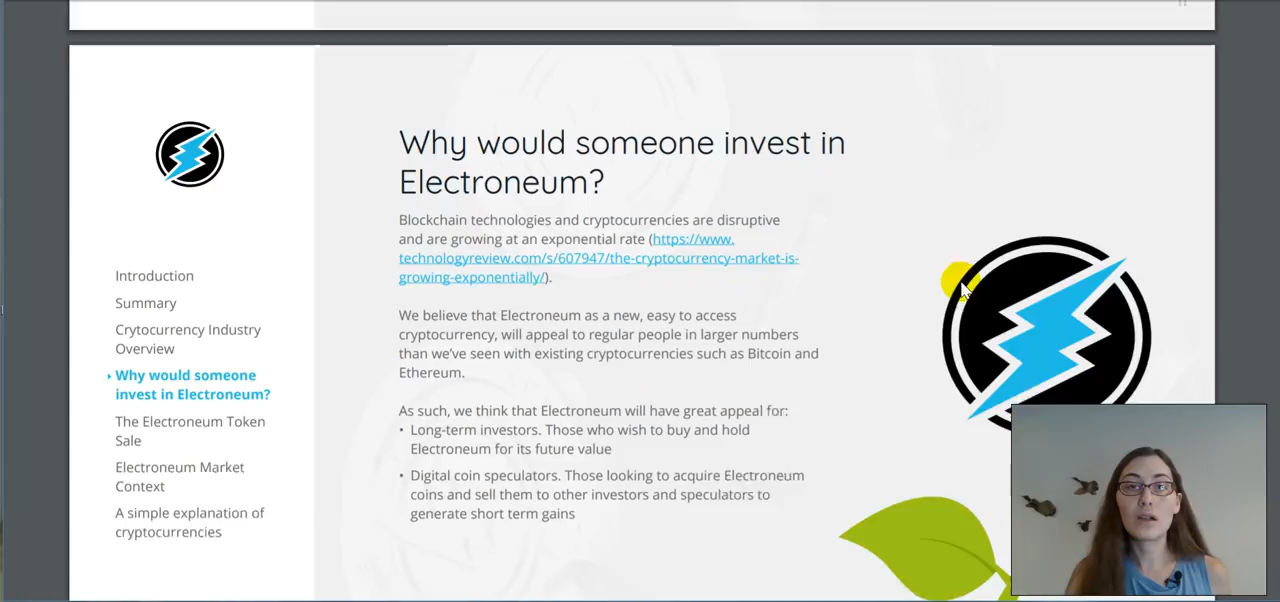 Why would someone invest in
Electroneum?
Blockchain technologies and cryptocurrencies are disruptive
and are growing at an exponential rate (https://www.
technologyreview.com/s/607947/the-cryptocurrency-market-is-
growing-exponentially/).
We believe that Electroneum as a new, easy to access
cryptocurrency, will appeal to regular people in larger numbers
than we've seen with existing cryptocurrencies such as Bitcoin and
Ethereum.
As such, we think that Electroneum will have great appeal for:
• Long-term investors. Those who wish to buy and hold
Electroneum for its future value
• Digital coin speculators. Those looking to acquire Electroneum
coins and sell them to other investors and speculators to
generate short term gains
Introduction
Summary
Crytocurrency Industry
Overview
Why would someone
invest in Electroneum?
The Electroneum Token
Sale
Electroneum Market
Context
A simple explanation of
cryptocurrencies